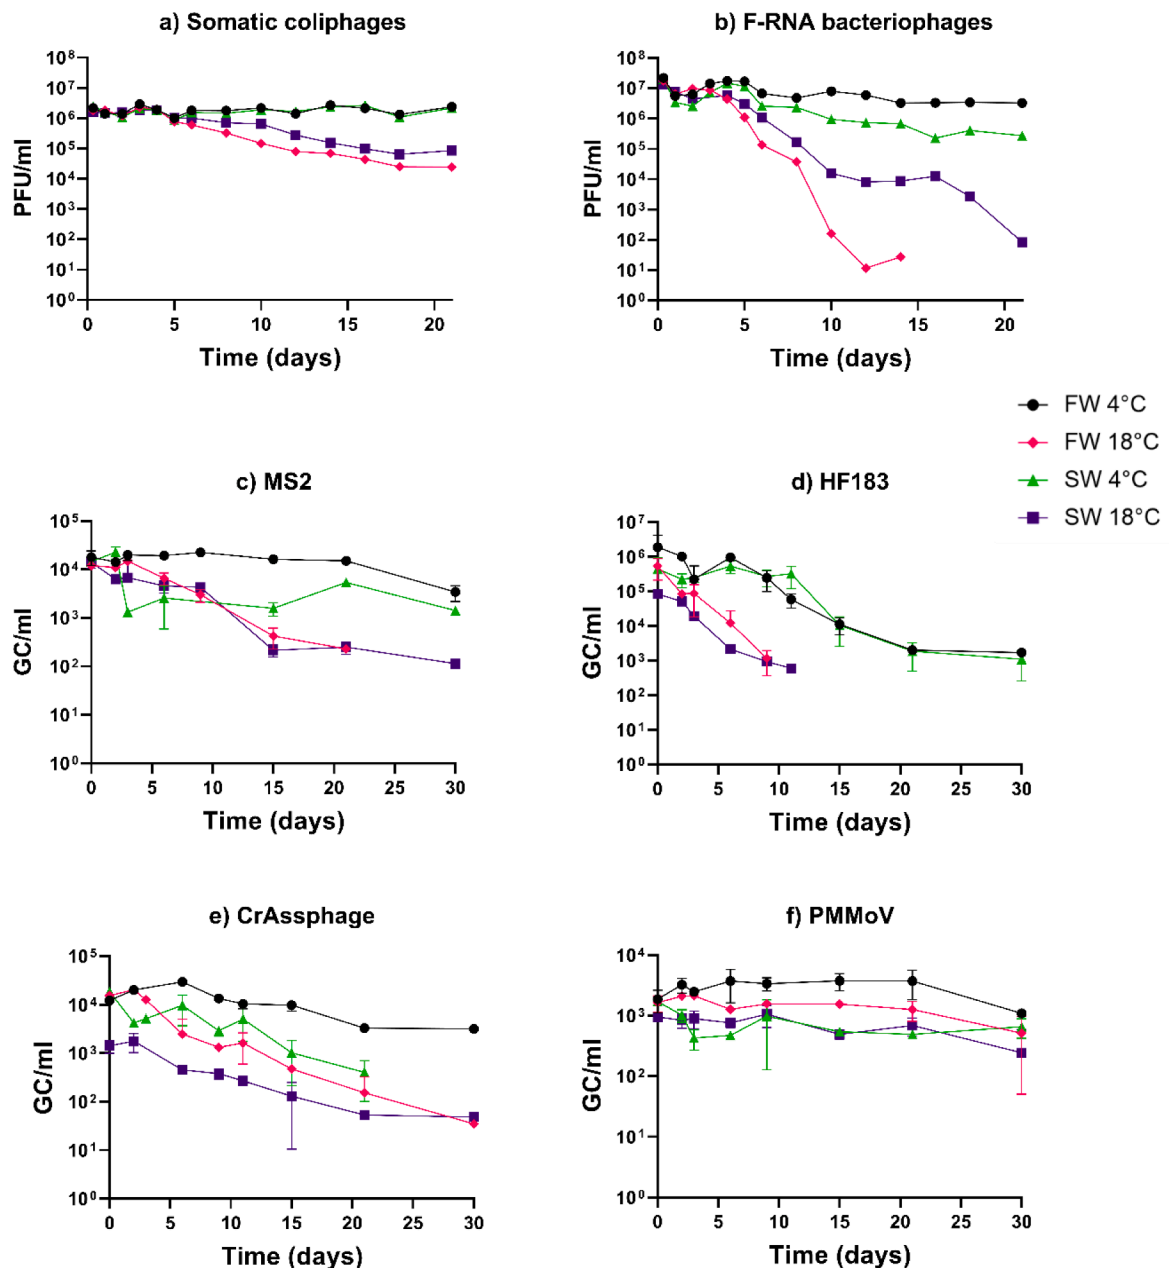 a) Somatic coliphages
10⁸
10⁷
10⁶
10⁵
10⁴
10³
10²
10¹
10⁰
PFU/ml
0 5 10 15 20
Time (days)
b) F-RNA bacteriophages
10⁸
10⁷
10⁶
10⁵
10⁴
10³
10²
10¹
10⁰
PFU/ml
0 5 10 15 20
Time (days)
FW 4°C
FW 18°C
SW 4°C
SW 18°C
c) MS2
10⁵
10⁴
10³
10²
10¹
10⁰
GC/ml
0 5 10 15 20 25 30
Time (days)
d) HF183
10⁷
10⁶
10⁵
10⁴
10³
10²
10¹
10⁰
GC/ml
0 5 10 15 20 25 30
Time (days)
e) CrAssphage
10⁵
10⁴
10³
10²
10¹
10⁰
GC/ml
0 5 10 15 20 25 30
Time (days)
f) PMMoV
10⁴
10³
10²
10¹
10⁰
GC/ml
0 5 10 15 20 25 30
Time (days)